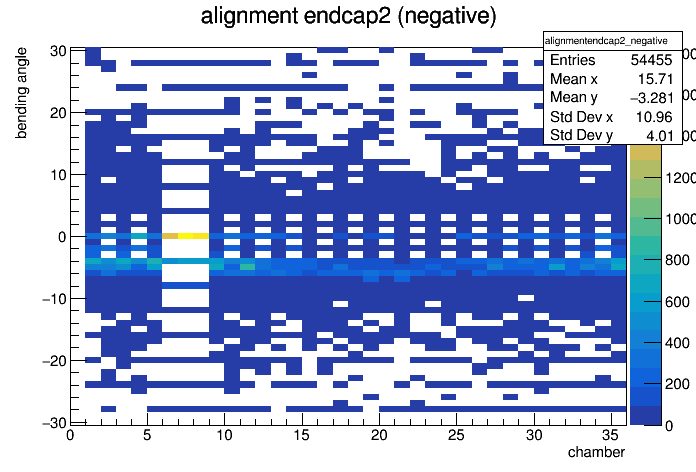 alignment endcap2 (negative)
bending angle
alignmentendcap2_negative
Entries 54455
Mean x 15.71
Mean y −3.281
Std Dev x 10.96
Std Dev y 4.01
30
20
10
0
−10
−20
−30
0 5 10 15 20 25 30 35
chamber
1200
1000
800
600
400
200
0